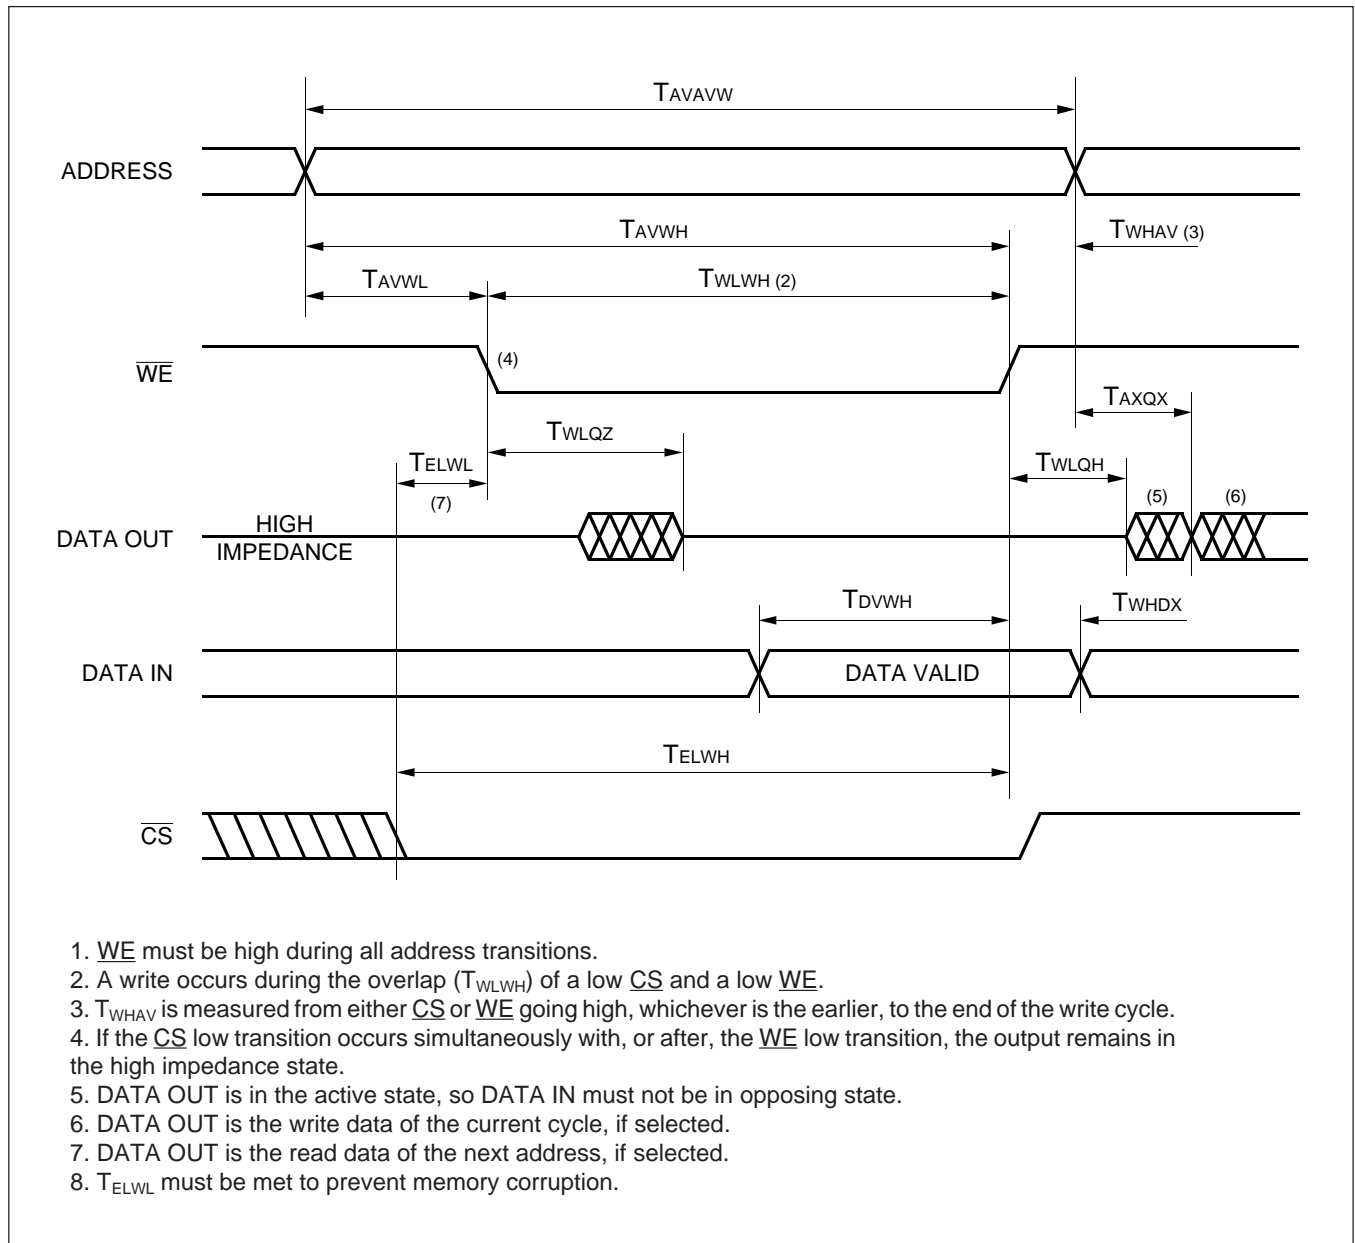 TAVAVW
ADDRESS
TAVWH
TWHAV (3)
TAVWL
TWLWH (2)
WE
(4)
TAXQX
TWLQZ
TELWL
TWLQH
(7)
(5)
(6)
DATA OUT
HIGH
IMPEDANCE
TDVWH
TWHDX
DATA IN
DATA VALID
TELWH
CS
1. WE must be high during all address transitions.
2. A write occurs during the overlap (TWLWH) of a low CS and a low WE.
3. TWHAV is measured from either CS or WE going high, whichever is the earlier, to the end of the write cycle.
4. If the CS low transition occurs simultaneously with, or after, the WE low transition, the output remains in
the high impedance state.
5. DATA OUT is in the active state, so DATA IN must not be in opposing state.
6. DATA OUT is the write data of the current cycle, if selected.
7. DATA OUT is the read data of the next address, if selected.
8. TELWL must be met to prevent memory corruption.